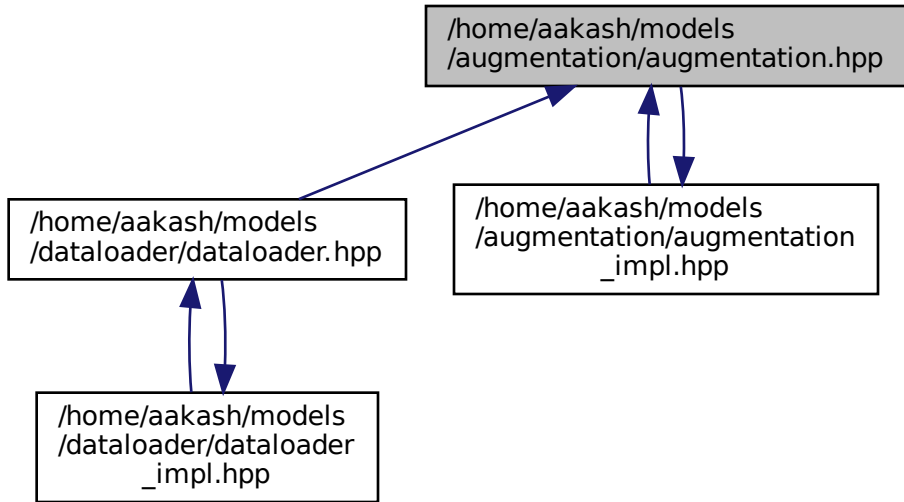 /home/aakash/models
/augmentation/augmentation.hpp
/home/aakash/models
/dataloader/dataloader.hpp
/home/aakash/models
/augmentation/augmentation
_impl.hpp
/home/aakash/models
/dataloader/dataloader
_impl.hpp